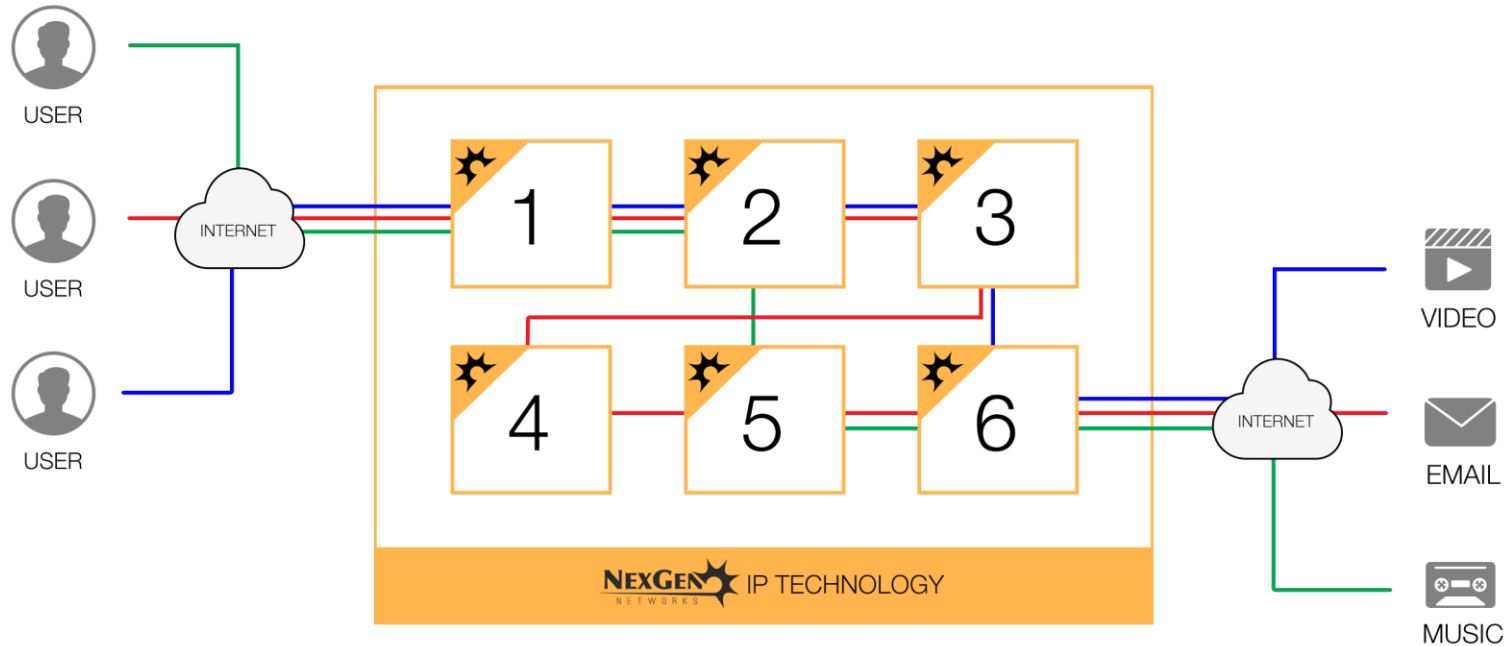 USER
USER
USER
INTERNET
1
2
3
4
5
6
NEXGEN
NETWORKS
IP TECHNOLOGY
INTERNET
VIDEO
EMAIL
MUSIC